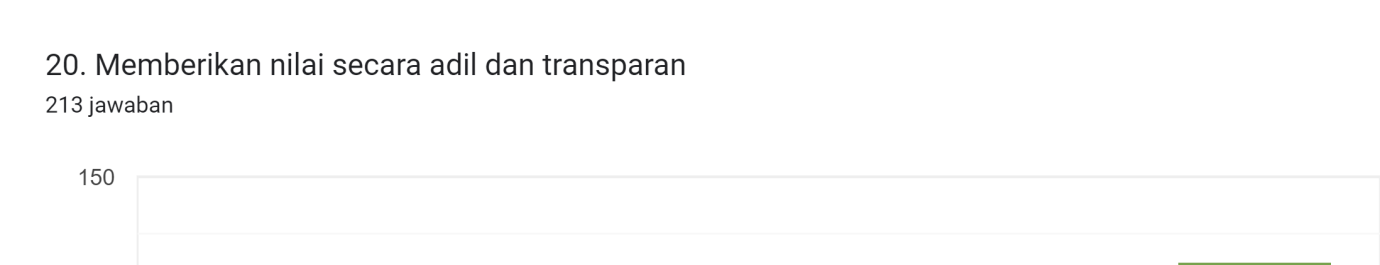 20. Memberikan nilai secara adil dan transparan
213 jawaban
150